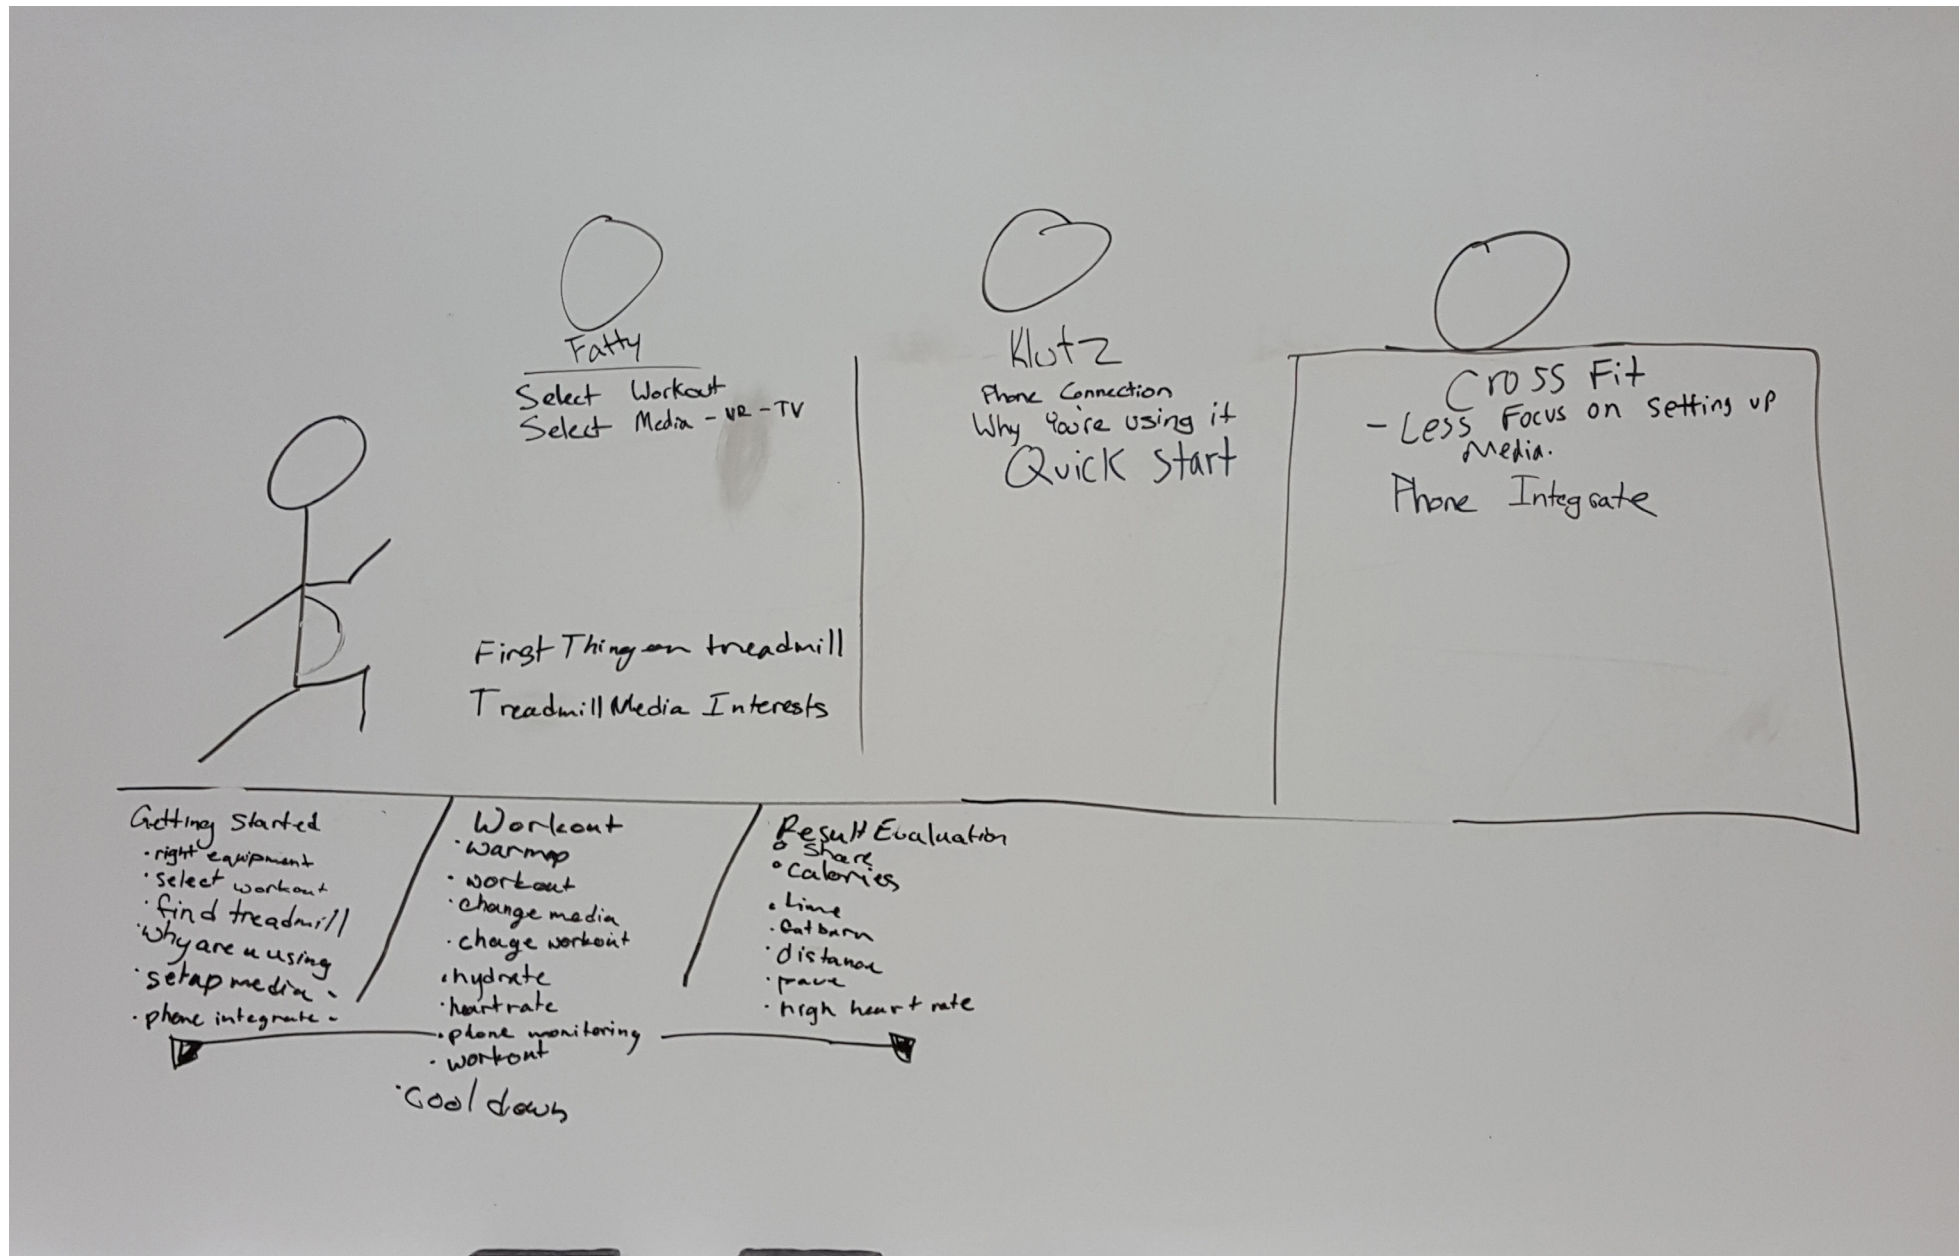 Fatty
Select Workout
Select Media - VR - TV
First Thing on treadmill
Treadmill Media Interests
Klutz
Phone Connection
Why You're using it
Quick Start
Cross Fit
- Less Focus on setting up
Media.
Phone Integrate
Getting Started
· right equipment
· select workout
· find treadmill
· why are u using
· setup media -
· phone integrate -
Workout
· warmup
· workout
· change media
· chage workout
· hydrate
· heart rate
· phone monitoring
· workout
· cool down
Result Evaluation
° Share
° Calories
· time
· fat burn
· distance
· high heart rate